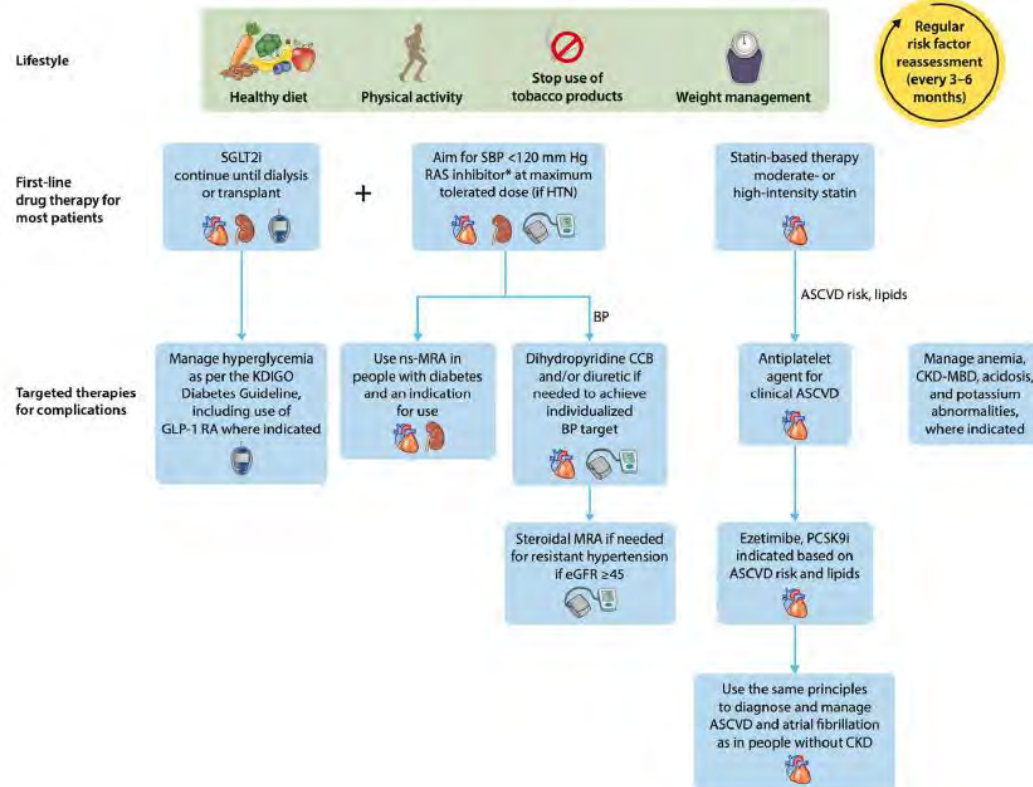 Lifestyle
Healthy diet
Physical activity
Stop use of
tobacco products
Weight management
Regular
risk factor
reassessment
(every 3–6
months)
First-line
drug therapy for
most patients
SGLT2i
continue until dialysis
or transplant
+
Aim for SBP <120 mm Hg
RAS inhibitor* at maximum
tolerated dose (if HTN)
Statin-based therapy
moderate- or
high-intensity statin
BP
ASCVD risk, lipids
Targeted therapies
for complications
Manage hyperglycemia
as per the KDIGO
Diabetes Guideline,
including use of
GLP-1 RA where indicated
Use ns-MRA in
people with diabetes
and an indication
for use
Dihydropyridine CCB
and/or diuretic if
needed to achieve
individualized
BP target
Antiplatelet
agent for
clinical ASCVD
Manage anemia,
CKD-MBD, acidosis,
and potassium
abnormalities,
where indicated
Steroidal MRA if needed
for resistant hypertension
if eGFR ≥45
Ezetimibe, PCSK9i
indicated based on
ASCVD risk and lipids
Use the same principles
to diagnose and manage
ASCVD and atrial fibrillation
as in people without CKD